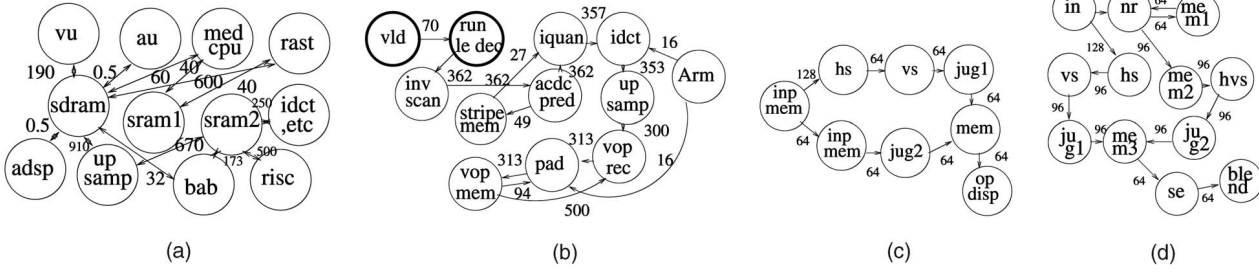 vu
au
med
cpu
rast
190
0.5
60
40
600
sdram
40
250
idct
,etc
sram1
sram2
0.5
910
670
173
500
adsp
up
samp
32
bab
risc
(a)
vld
70
run
le dec
357
iquan
idct
16
27
353
362
362
362
Arm
inv
scan
acdc
pred
up
samp
stripe
mem
49
300
313
313
vop
rec
16
pad
vop
mem
94
500
(b)
128
hs
64
vs
64
jug1
inp
mem
64
64
mem
inp
mem
jug2
64
64
64
op
disp
(c)
in
nr
64
me
m1
64
128
96
vs
hs
96
me
m2
96
hvs
96
96
ju
g1
96
me
m3
96
ju
g2
64
se
64
ble
nd
(d)